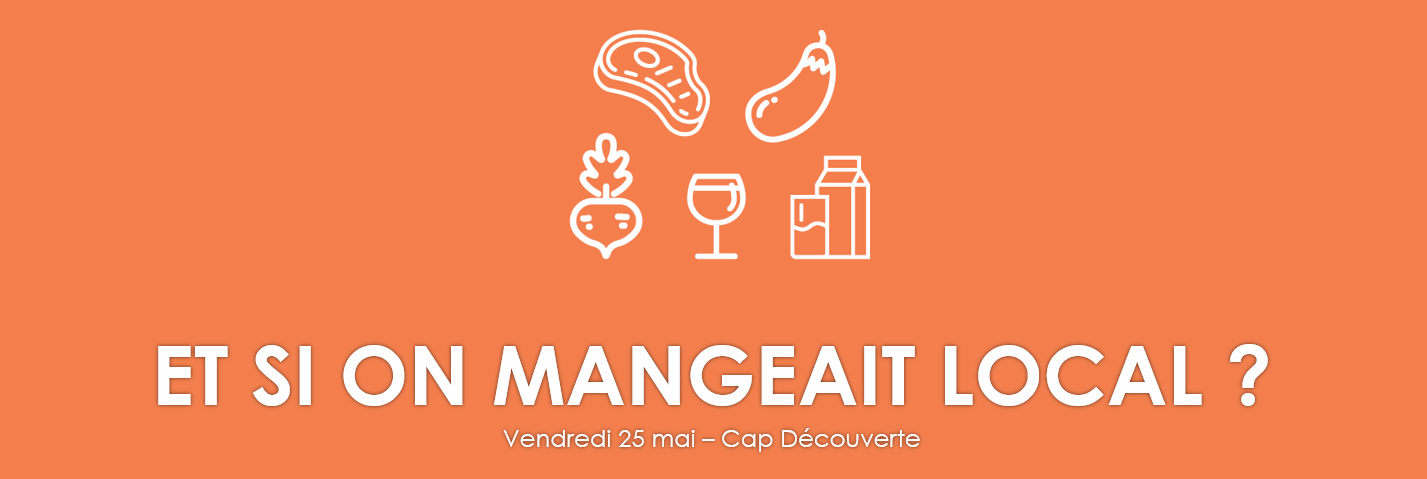 ET SI ON MANGEAIT LOCAL ?
Vendredi 25 mai – Cap Découverte